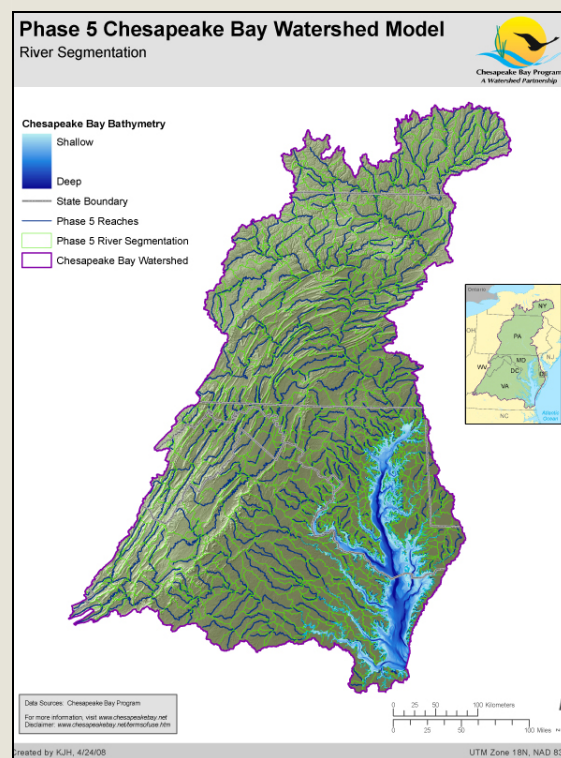 Phase 5 Chesapeake Bay Watershed Model
River Segmentation
Chesapeake Bay Program
A Watershed Partnership
Chesapeake Bay Bathymetry
Shallow
Deep
State Boundary
Phase 5 Reaches
Phase 5 River Segmentation
Chesapeake Bay Watershed
Ontario
NY
OH
PA
NJ
MD
WV
DC
DE
VA
Atlantic
Ocean
NC
Data Sources: Chesapeake Bay Program
For more information, visit www.chesapeakebay.net
Disclaimer: www.chesapeakebay.net/termsofuse.htm
0 25 50 100 Kilometers
0 25 50 100 Miles
Created by KJH, 4/24/08
UTM Zone 18N, NAD 83